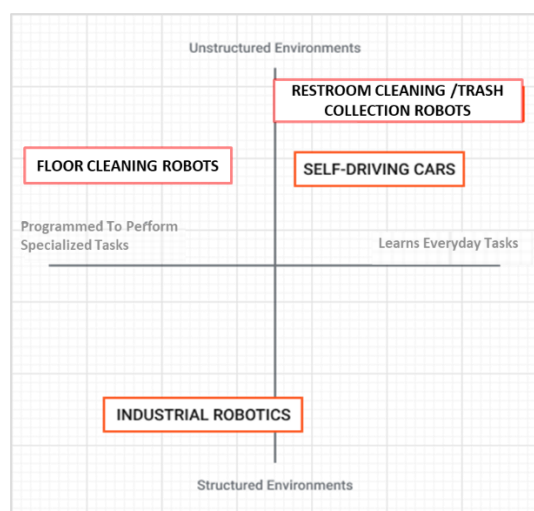 Unstructured Environments
RESTROOM CLEANING /TRASH
COLLECTION ROBOTS
FLOOR CLEANING ROBOTS
SELF-DRIVING CARS
Programmed To Perform
Specialized Tasks
Learns Everyday Tasks
INDUSTRIAL ROBOTICS
Structured Environments